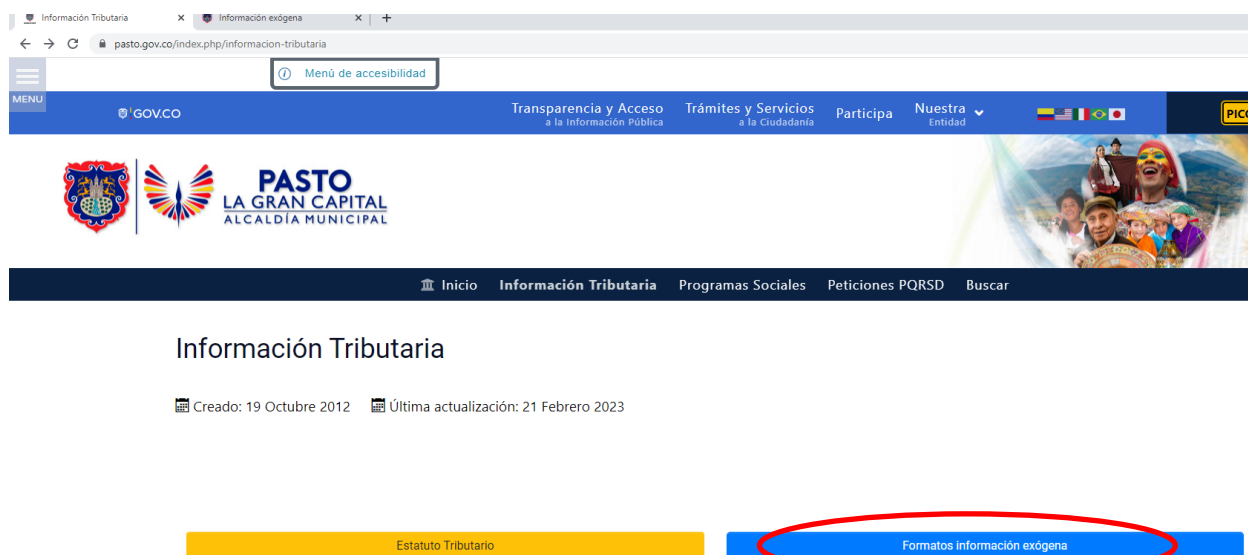 Información Tributaria
Información exógena
pasto.gov.co/index.php/informacion-tributaria
Menú de accesibilidad
MENU
GOV.CO
Transparencia y Acceso
a la Información Pública
Trámites y Servicios
a la Ciudadanía
Participa
Nuestra
Entidad
PICO
PASTO
LA GRAN CAPITAL
ALCALDÍA MUNICIPAL
Inicio Información Tributaria Programas Sociales Peticiones PQRSD Buscar
Información Tributaria
Creado: 19 Octubre 2012 Última actualización: 21 Febrero 2023
Estatuto Tributario
Formatos información exógena